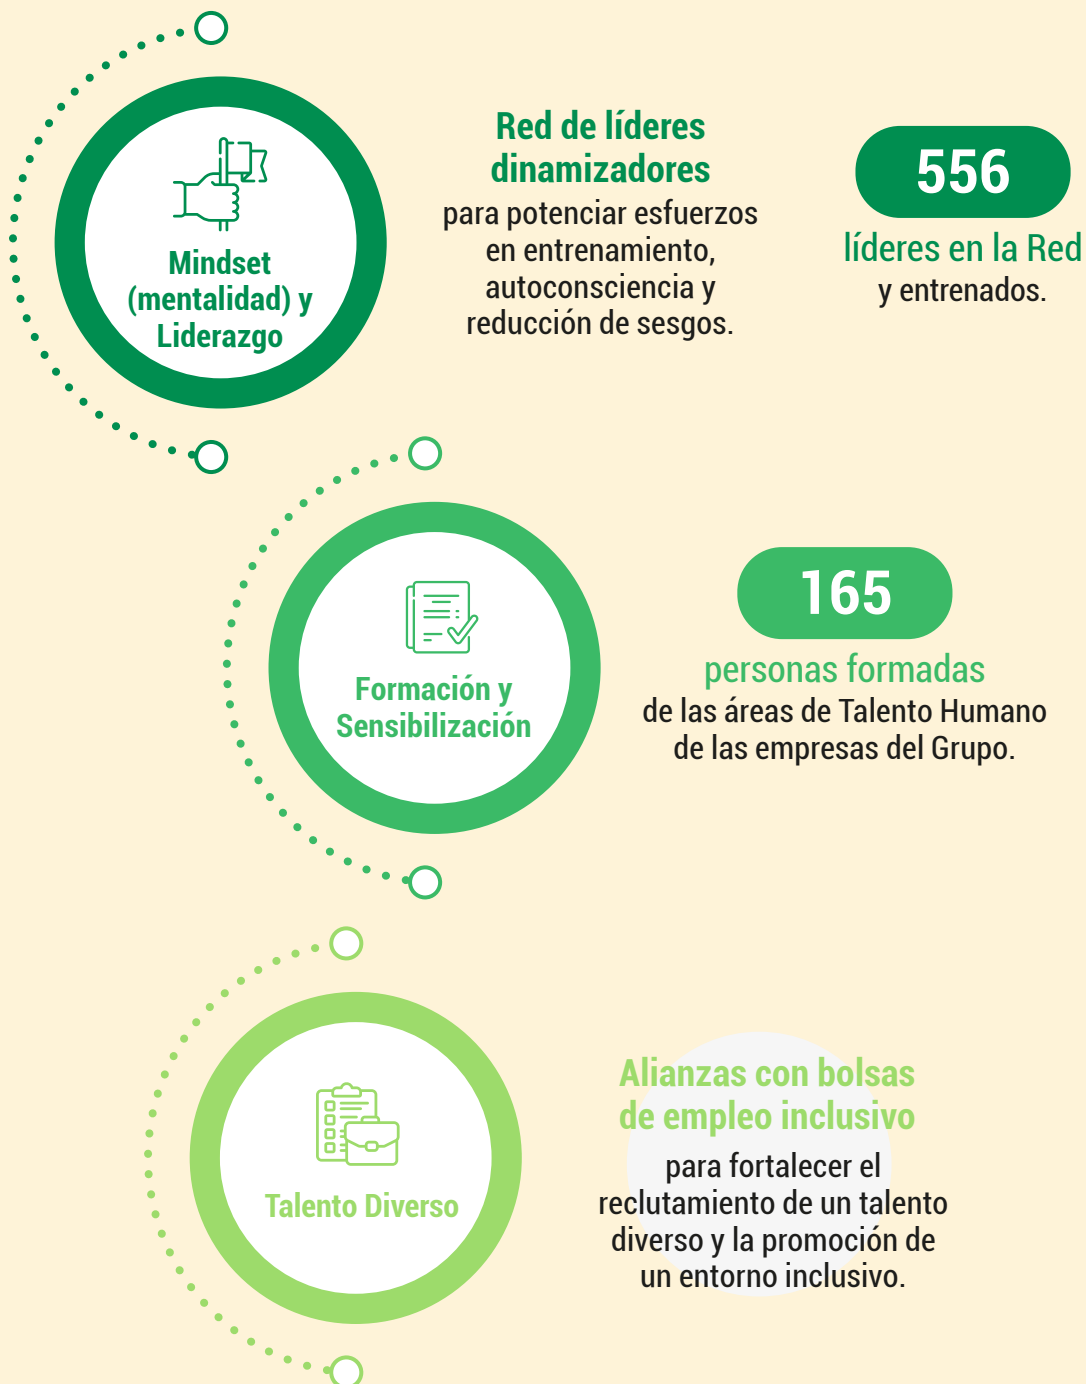 Mindset
(mentalidad) y
Liderazgo
Red de líderes
dinamizadores
para potenciar esfuerzos
en entrenamiento,
autoconsciencia y
reducción de sesgos.
556
líderes en la Red
y entrenados.
Formación y
Sensibilización
165
personas formadas
de las áreas de Talento Humano
de las empresas del Grupo.
Talento Diverso
Alianzas con bolsas
de empleo inclusivo
para fortalecer el
reclutamiento de un talento
diverso y la promoción de
un entorno inclusivo.